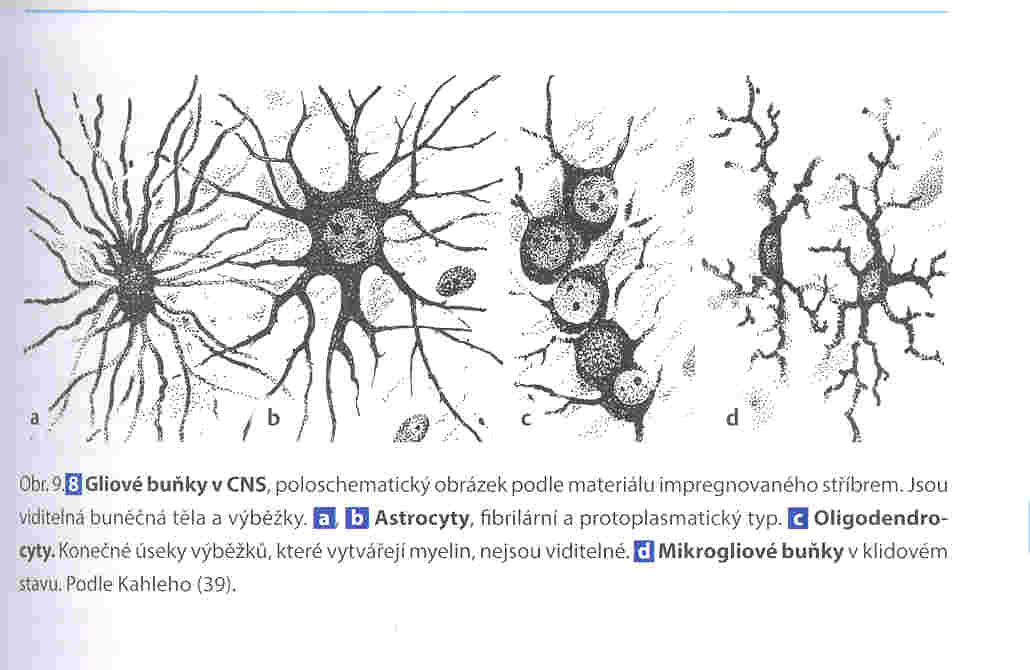 a
b
c
d
Obr. 9.8 Gliové buňky v CNS, poloschematický obrázek podle materiálu impregnovaného stříbrem. Jsou
viditelná buněčná těla a výběžky. a, b Astrocyty, fibrilární a protoplasmatický typ. c Oligodendro-
cyty. Konečné úseky výběžků, které vytvářejí myelin, nejsou viditelné. d Mikrogliové buňky v klidovém
stavu. Podle Kahleho (39).